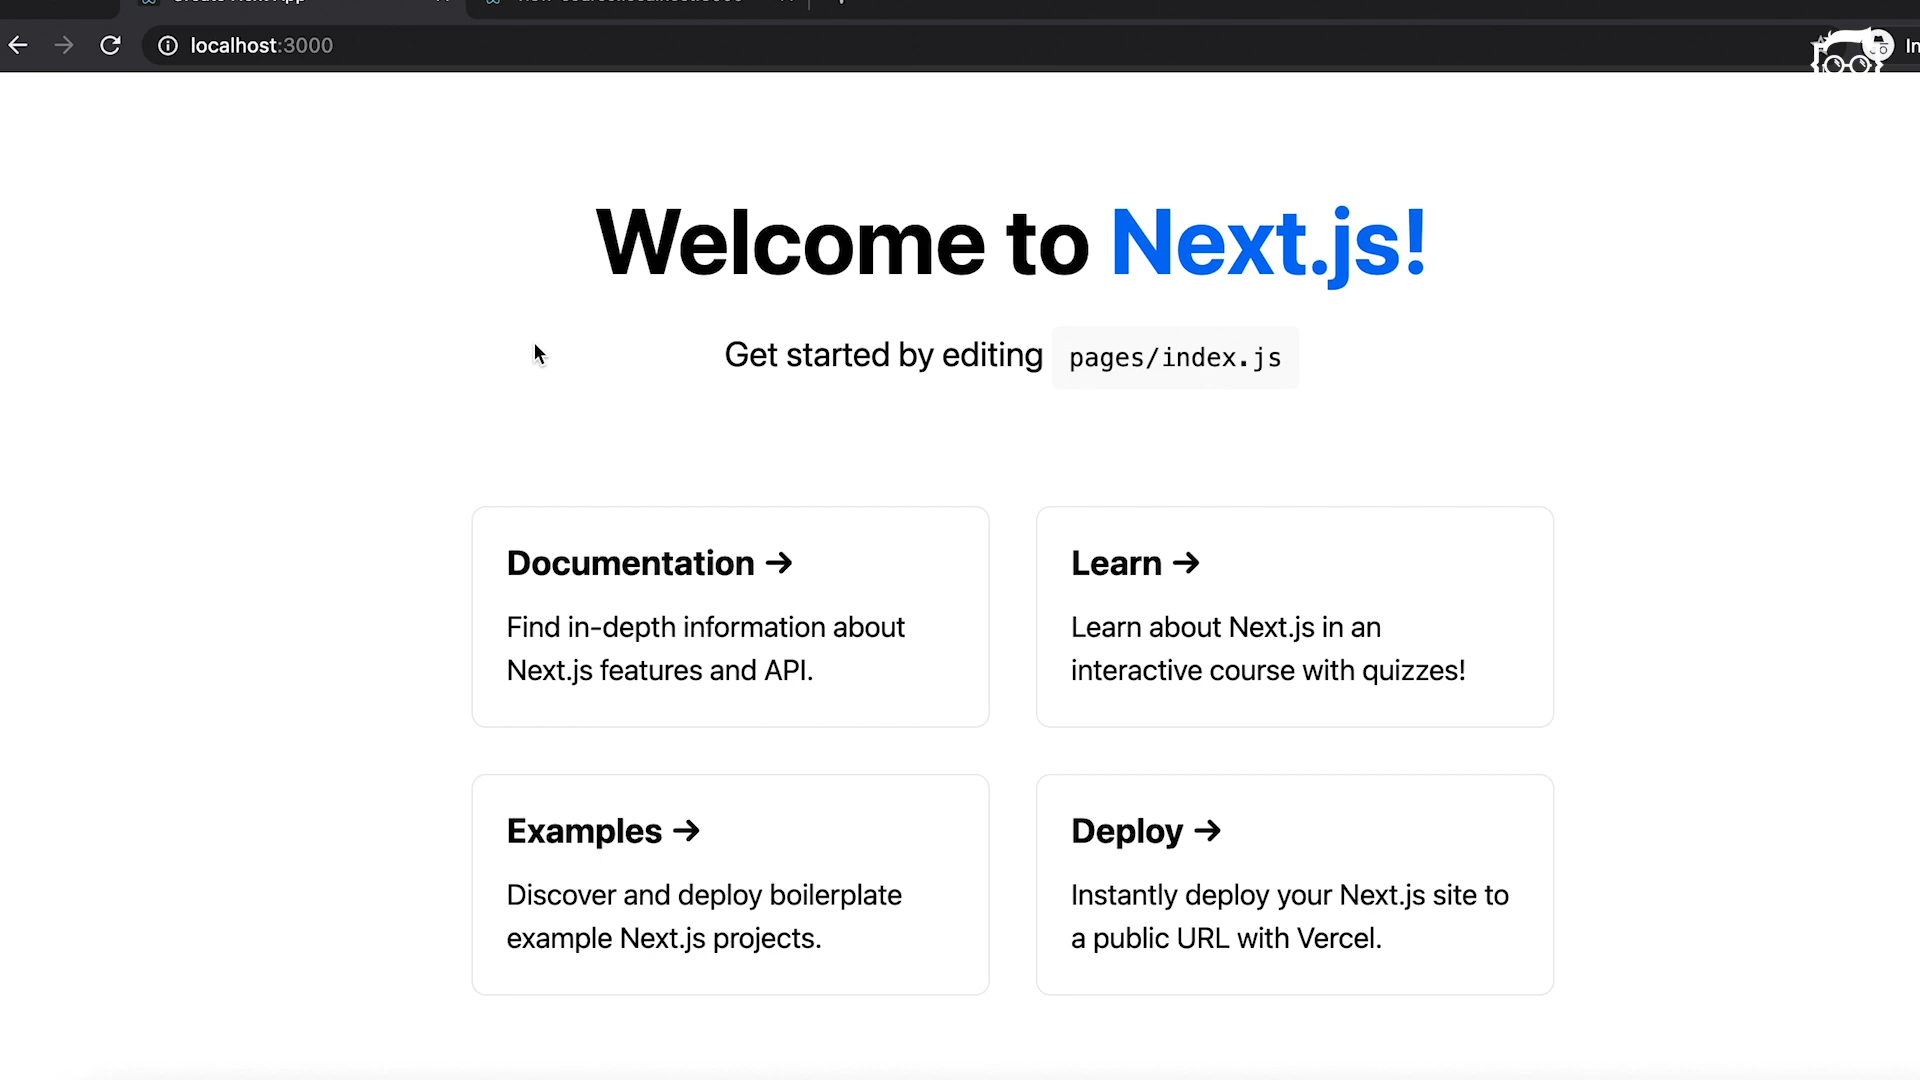 localhost:3000
Welcome to Next.js!
Get started by editing pages/index.js
Documentation →
Find in-depth information about
Next.js features and API.
Learn →
Learn about Next.js in an
interactive course with quizzes!
Examples →
Discover and deploy boilerplate
example Next.js projects.
Deploy →
Instantly deploy your Next.js site to
a public URL with Vercel.